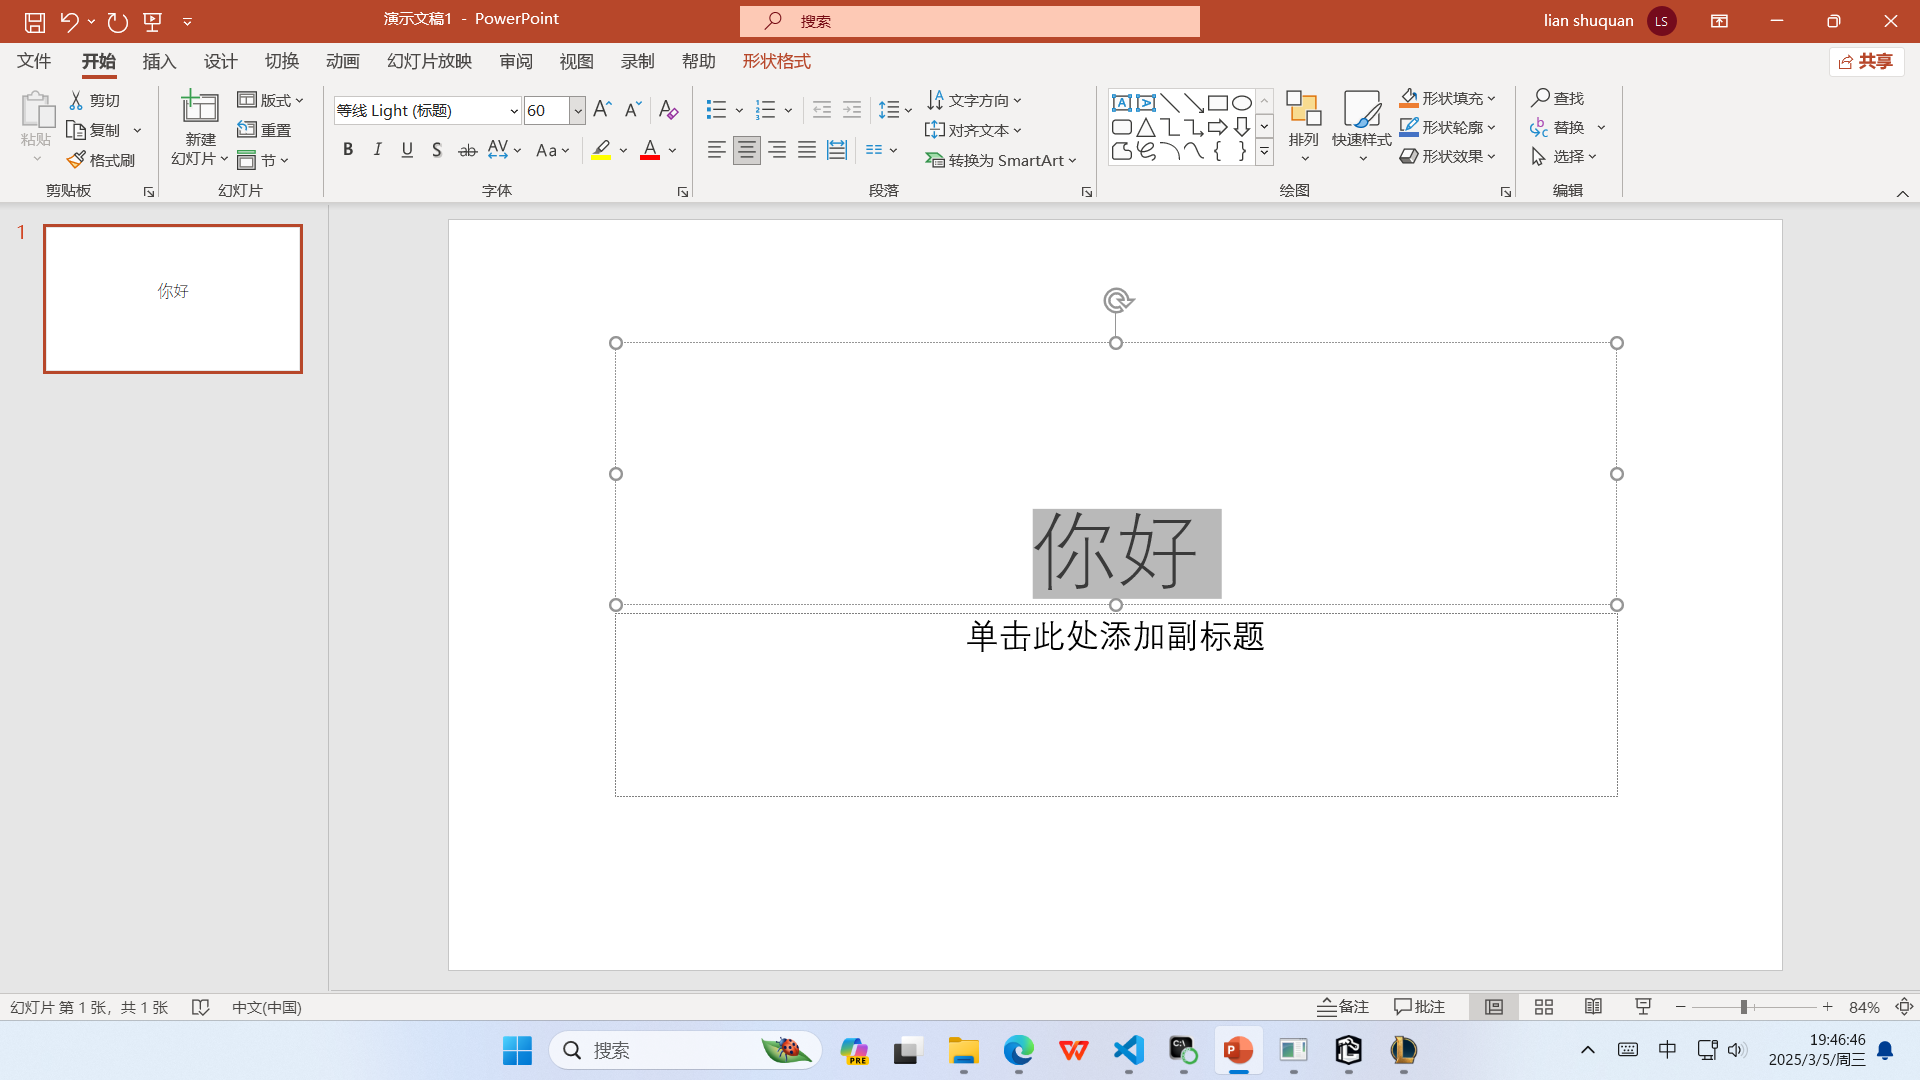 演示文稿1 - PowerPoint
搜索
lian shuquan
LS
文件 开始 插入 设计 切换 动画 幻灯片放映 审阅 视图 录制 帮助 形状格式
共享
粘贴
剪切
复制
格式刷
剪贴板
新建
幻灯片
版式
重置
节
幻灯片
等线 Light (标题)
60
字体
文字方向
对齐文本
转换为 SmartArt
段落
排列
快速样式
形状填充
形状轮廓
形状效果
绘图
查找
替换
选择
编辑
1
你好
你好
单击此处添加副标题
幻灯片 第 1 张，共 1 张
中文(中国)
备注
批注
84%
搜索
PRE
中
19:46:46
2025/3/5/周三